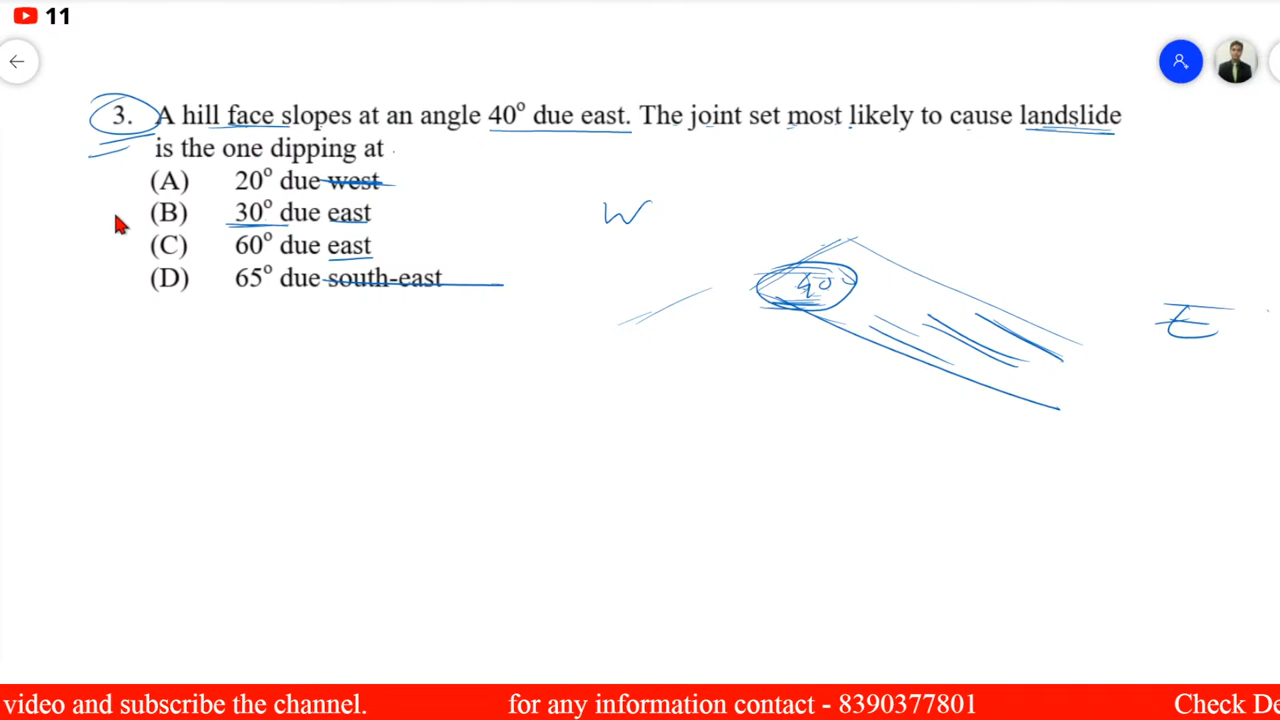 11
3. A hill face slopes at an angle 40° due east. The joint set most likely to cause landslide
is the one dipping at
(A) 20° due west
(B) 30° due east
(C) 60° due east
(D) 65° due south-east
W
40°
E
video and subscribe the channel. for any information contact - 8390377801 Check De